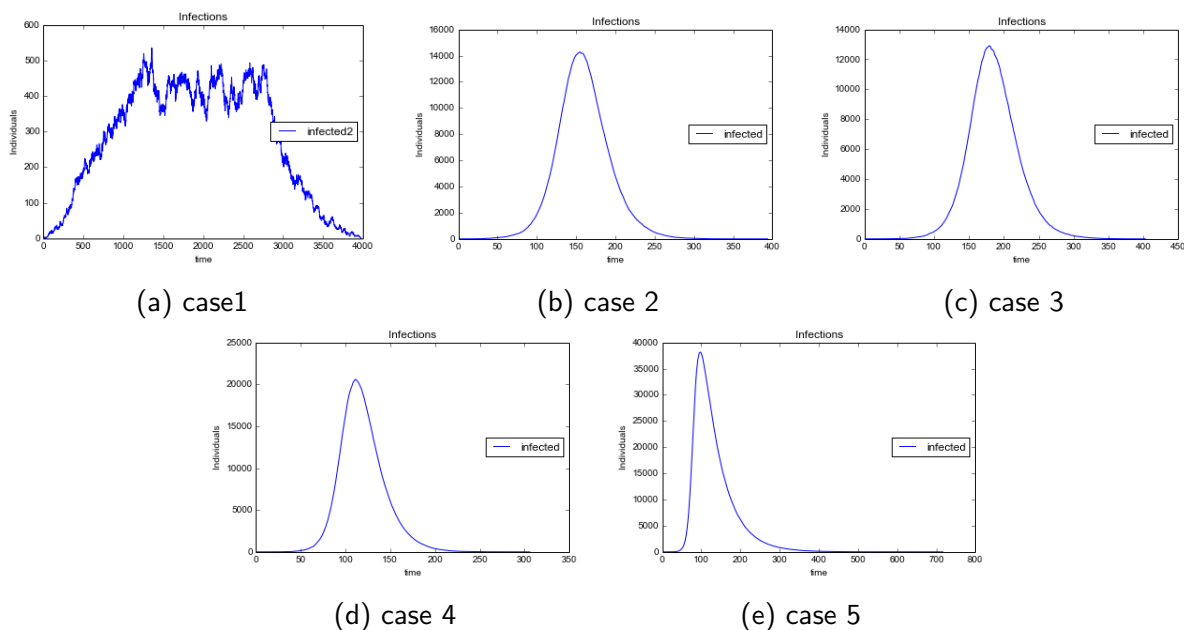 Infections
600
500
400
300
200
100
0
Individuals
infected2
0 500 1000 1500 2000 2500 3000 3500 4000
time
(a) case1
Infections
16000
14000
12000
10000
8000
6000
4000
2000
0
Individuals
infected
0 50 100 150 200 250 300 350 400
time
(b) case 2
Infections
14000
12000
10000
8000
6000
4000
2000
0
Individuals
infected
0 50 100 150 200 250 300 350 400 450
time
(c) case 3
Infections
25000
20000
15000
10000
5000
0
Individuals
infected
0 50 100 150 200 250 300 350
time
(d) case 4
Infections
40000
35000
30000
25000
20000
15000
10000
5000
0
Individuals
infected
0 100 200 300 400 500 600 700 800
time
(e) case 5